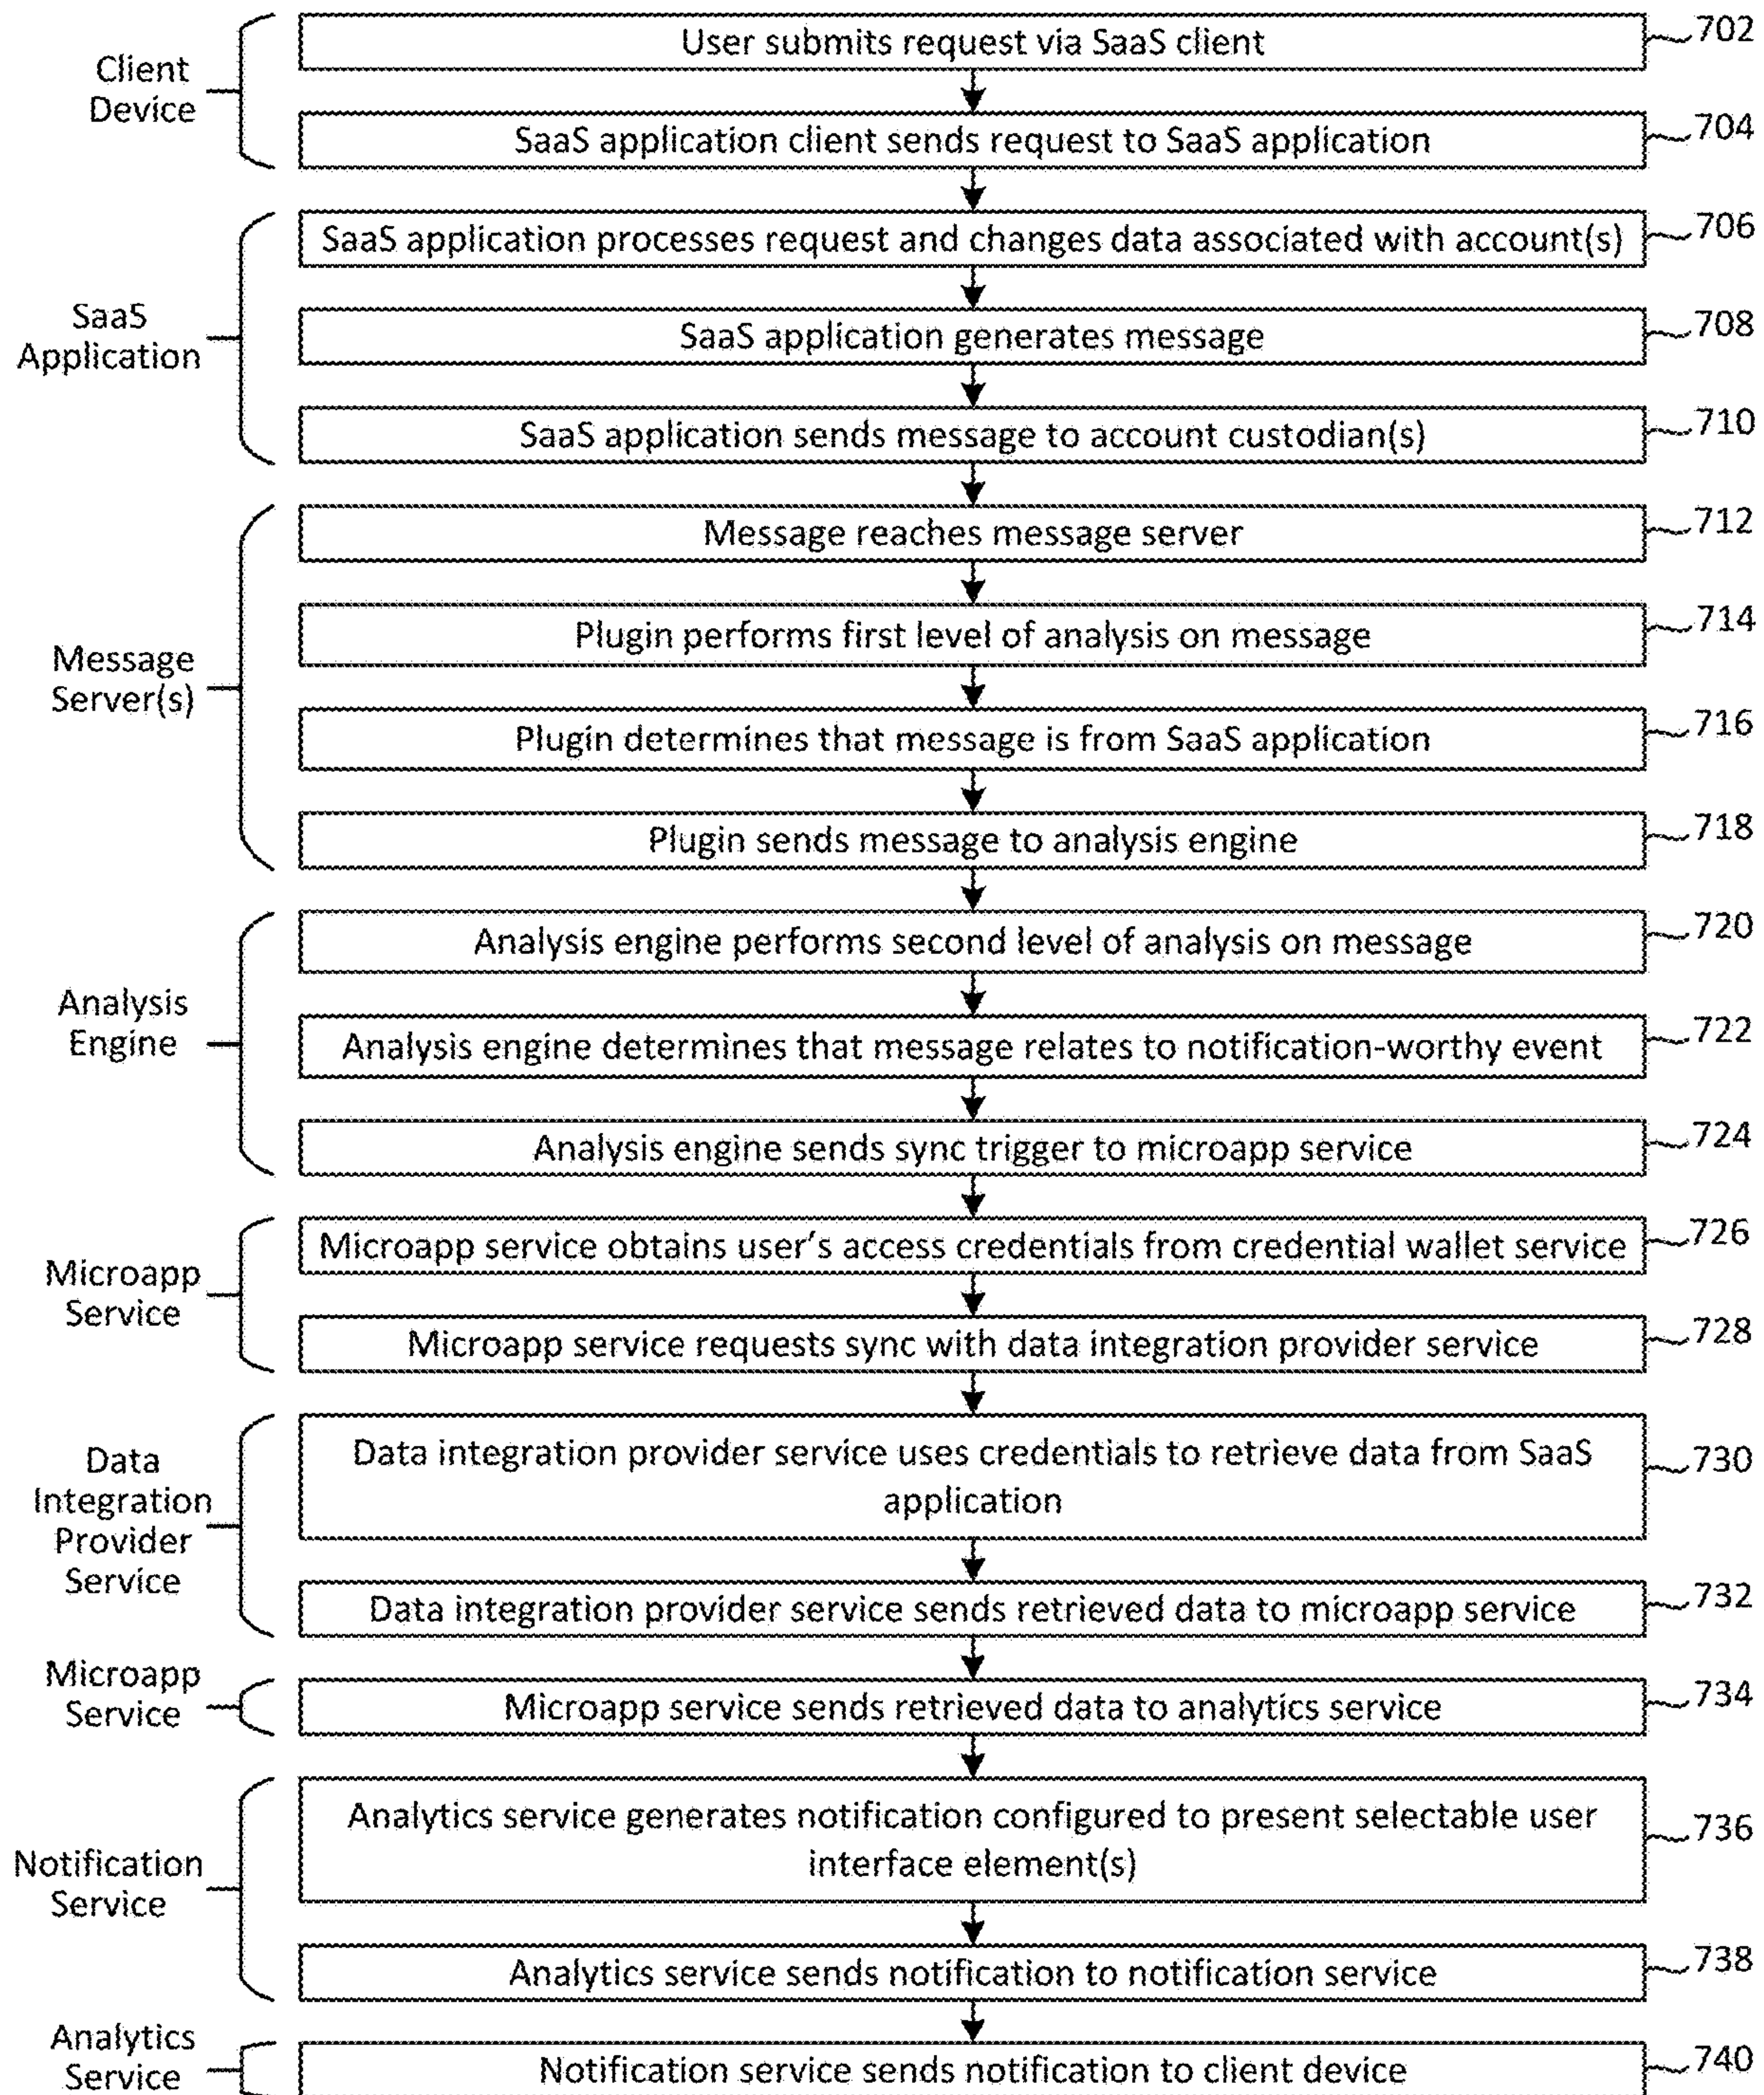 Client
Device
User submits request via SaaS client
702
SaaS application client sends request to SaaS application
704
SaaS
Application
SaaS application processes request and changes data associated with account(s)
706
SaaS application generates message
708
SaaS application sends message to account custodian(s)
710
Message
Server(s)
Message reaches message server
712
Plugin performs first level of analysis on message
714
Plugin determines that message is from SaaS application
716
Plugin sends message to analysis engine
718
Analysis
Engine
Analysis engine performs second level of analysis on message
720
Analysis engine determines that message relates to notification-worthy event
722
Analysis engine sends sync trigger to microapp service
724
Microapp
Service
Microapp service obtains user's access credentials from credential wallet service
726
Microapp service requests sync with data integration provider service
728
Data
Integration
Provider
Service
Data integration provider service uses credentials to retrieve data from SaaS
application
730
Data integration provider service sends retrieved data to microapp service
732
Microapp
Service
Microapp service sends retrieved data to analytics service
734
Notification
Service
Analytics service generates notification configured to present selectable user
interface element(s)
736
Analytics service sends notification to notification service
738
Analytics
Service
Notification service sends notification to client device
740